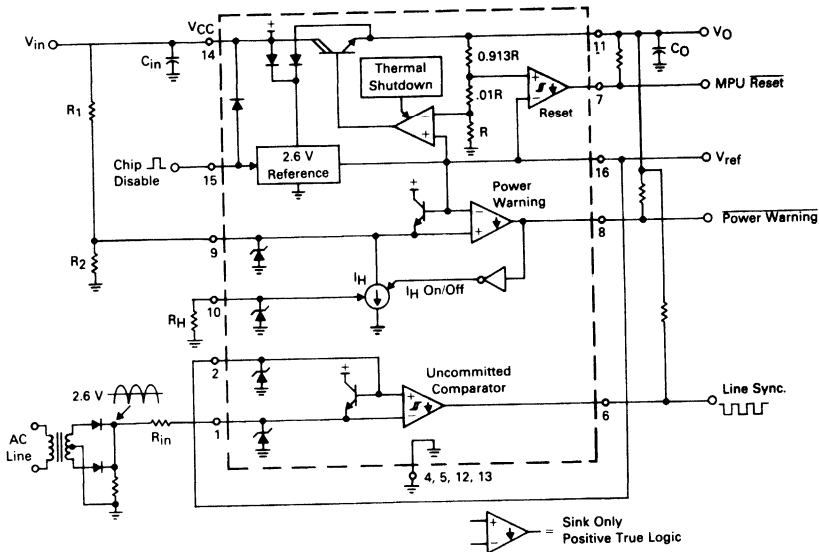 Vin
VCC
14
Cin
R1
Thermal
Shutdown
0.913R
.01R
R
Reset
11
VO
CO
7
MPU Reset
Chip
Disable
15
2.6 V
Reference
16
Vref
Power
Warning
8
Power Warning
R2
9
IH
IH On/Off
RH
10
2
Uncommitted
Comparator
6
Line Sync.
2.6 V
AC
Line
Rin
1
4, 5, 12, 13
= Sink Only
Positive True Logic